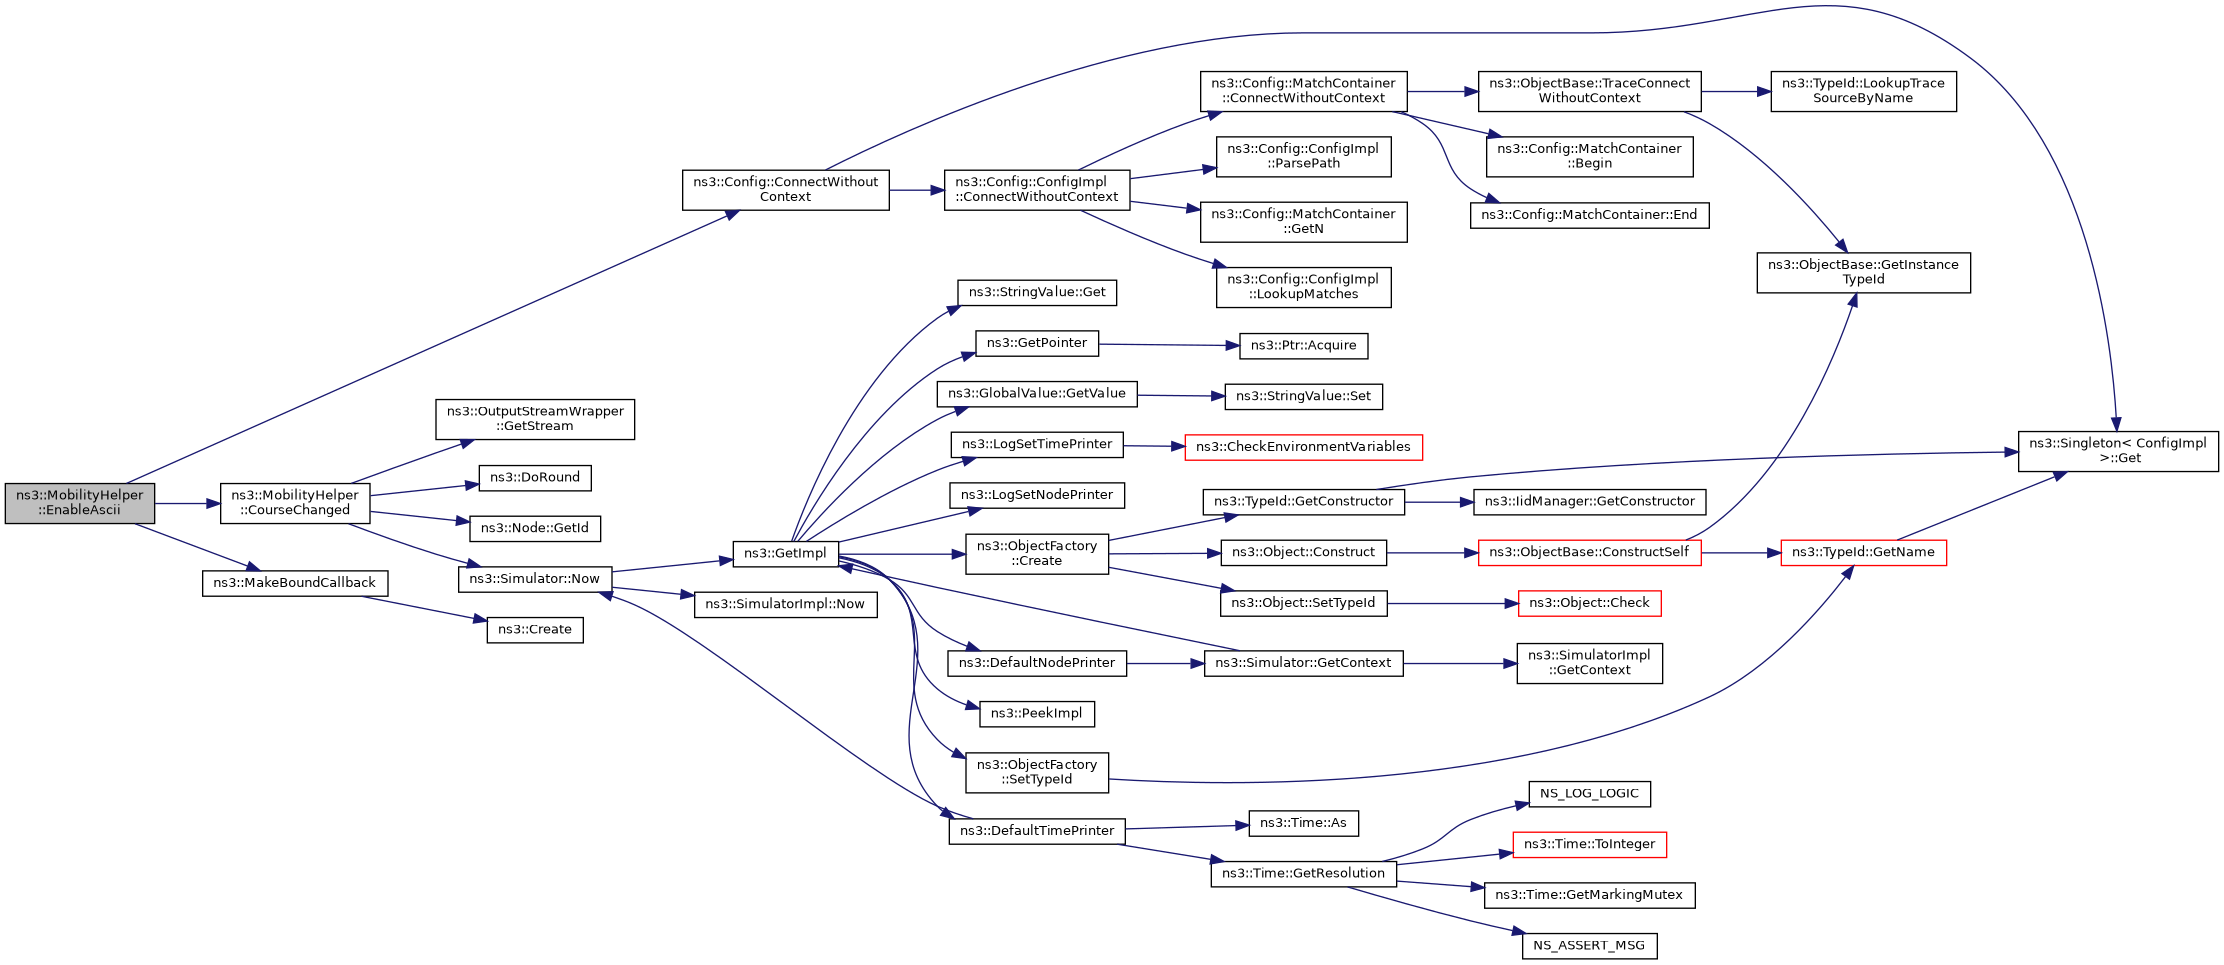 ns3::MobilityHelper
::EnableAscii
ns3::Config::ConnectWithout
Context
ns3::MobilityHelper
::CourseChanged
ns3::MakeBoundCallback
ns3::OutputStreamWrapper
::GetStream
ns3::DoRound
ns3::Node::GetId
ns3::Simulator::Now
ns3::Create
ns3::GetImpl
ns3::SimulatorImpl::Now
ns3::Config::ConfigImpl
::ConnectWithoutContext
ns3::StringValue::Get
ns3::GetPointer
ns3::GlobalValue::GetValue
ns3::LogSetTimePrinter
ns3::LogSetNodePrinter
ns3::ObjectFactory
::Create
ns3::DefaultNodePrinter
ns3::PeekImpl
ns3::ObjectFactory
::SetTypeId
ns3::DefaultTimePrinter
ns3::Config::MatchContainer
::ConnectWithoutContext
ns3::Config::ConfigImpl
::ParsePath
ns3::Config::MatchContainer
::GetN
ns3::Config::ConfigImpl
::LookupMatches
ns3::Ptr::Acquire
ns3::StringValue::Set
ns3::CheckEnvironmentVariables
ns3::TypeId::GetConstructor
ns3::Object::Construct
ns3::Object::SetTypeId
ns3::Simulator::GetContext
ns3::Time::As
ns3::Time::GetResolution
ns3::ObjectBase::TraceConnect
WithoutContext
ns3::Config::MatchContainer
::Begin
ns3::Config::MatchContainer::End
ns3::IidManager::GetConstructor
ns3::ObjectBase::ConstructSelf
ns3::Object::Check
ns3::SimulatorImpl
::GetContext
NS_LOG_LOGIC
ns3::Time::ToInteger
ns3::Time::GetMarkingMutex
NS_ASSERT_MSG
ns3::TypeId::LookupTrace
SourceByName
ns3::ObjectBase::GetInstance
TypeId
ns3::TypeId::GetName
ns3::Singleton< ConfigImpl
>::Get